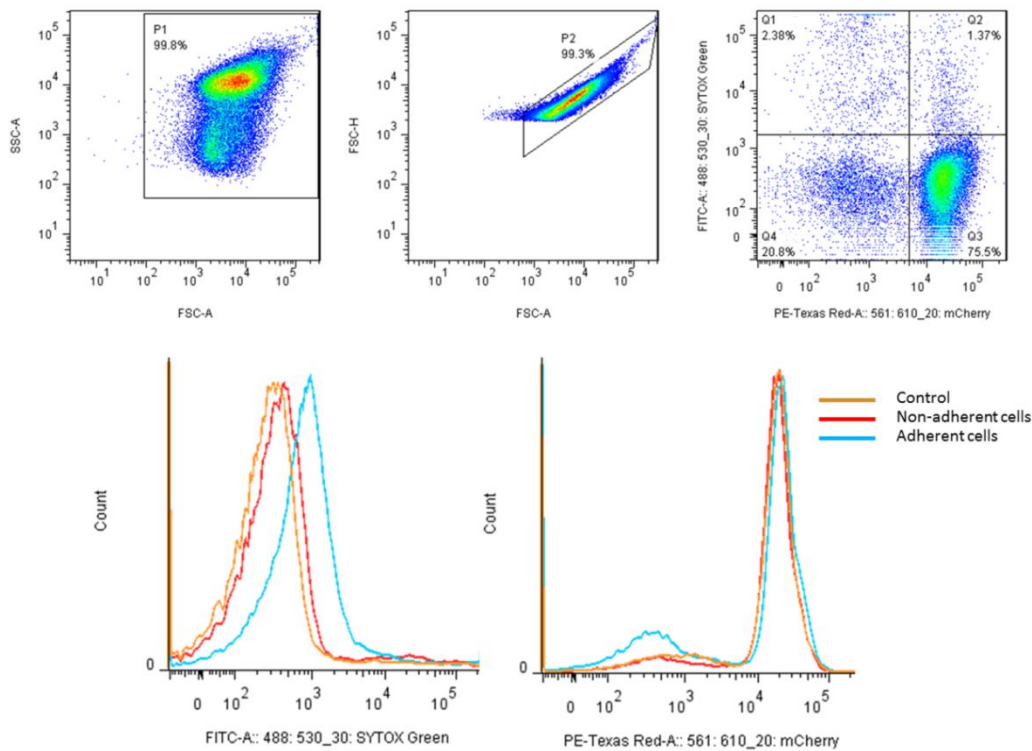 P1
99.8%
SSC-A
10^5
10^4
10^3
10^2
10^1
10^1 10^2 10^3 10^4 10^5
FSC-A
P2
99.3%
FSC-H
10^5
10^4
10^3
10^2
10^1
10^1 10^2 10^3 10^4 10^5
FSC-A
Q1
2.38%
Q2
1.37%
Q4
20.8%
Q3
75.5%
FITC-A:: 488: 530_30: SYTOX Green
10^5
10^4
10^3
10^2
0
0 10^2 10^3 10^4 10^5
PE-Texas Red-A:: 561: 610_20: mCherry
Count
0
0 10^2 10^3 10^4 10^5
FITC-A:: 488: 530_30: SYTOX Green
Count
0
0 10^2 10^3 10^4 10^5
PE-Texas Red-A:: 561: 610_20: mCherry
Control
Non-adherent cells
Adherent cells